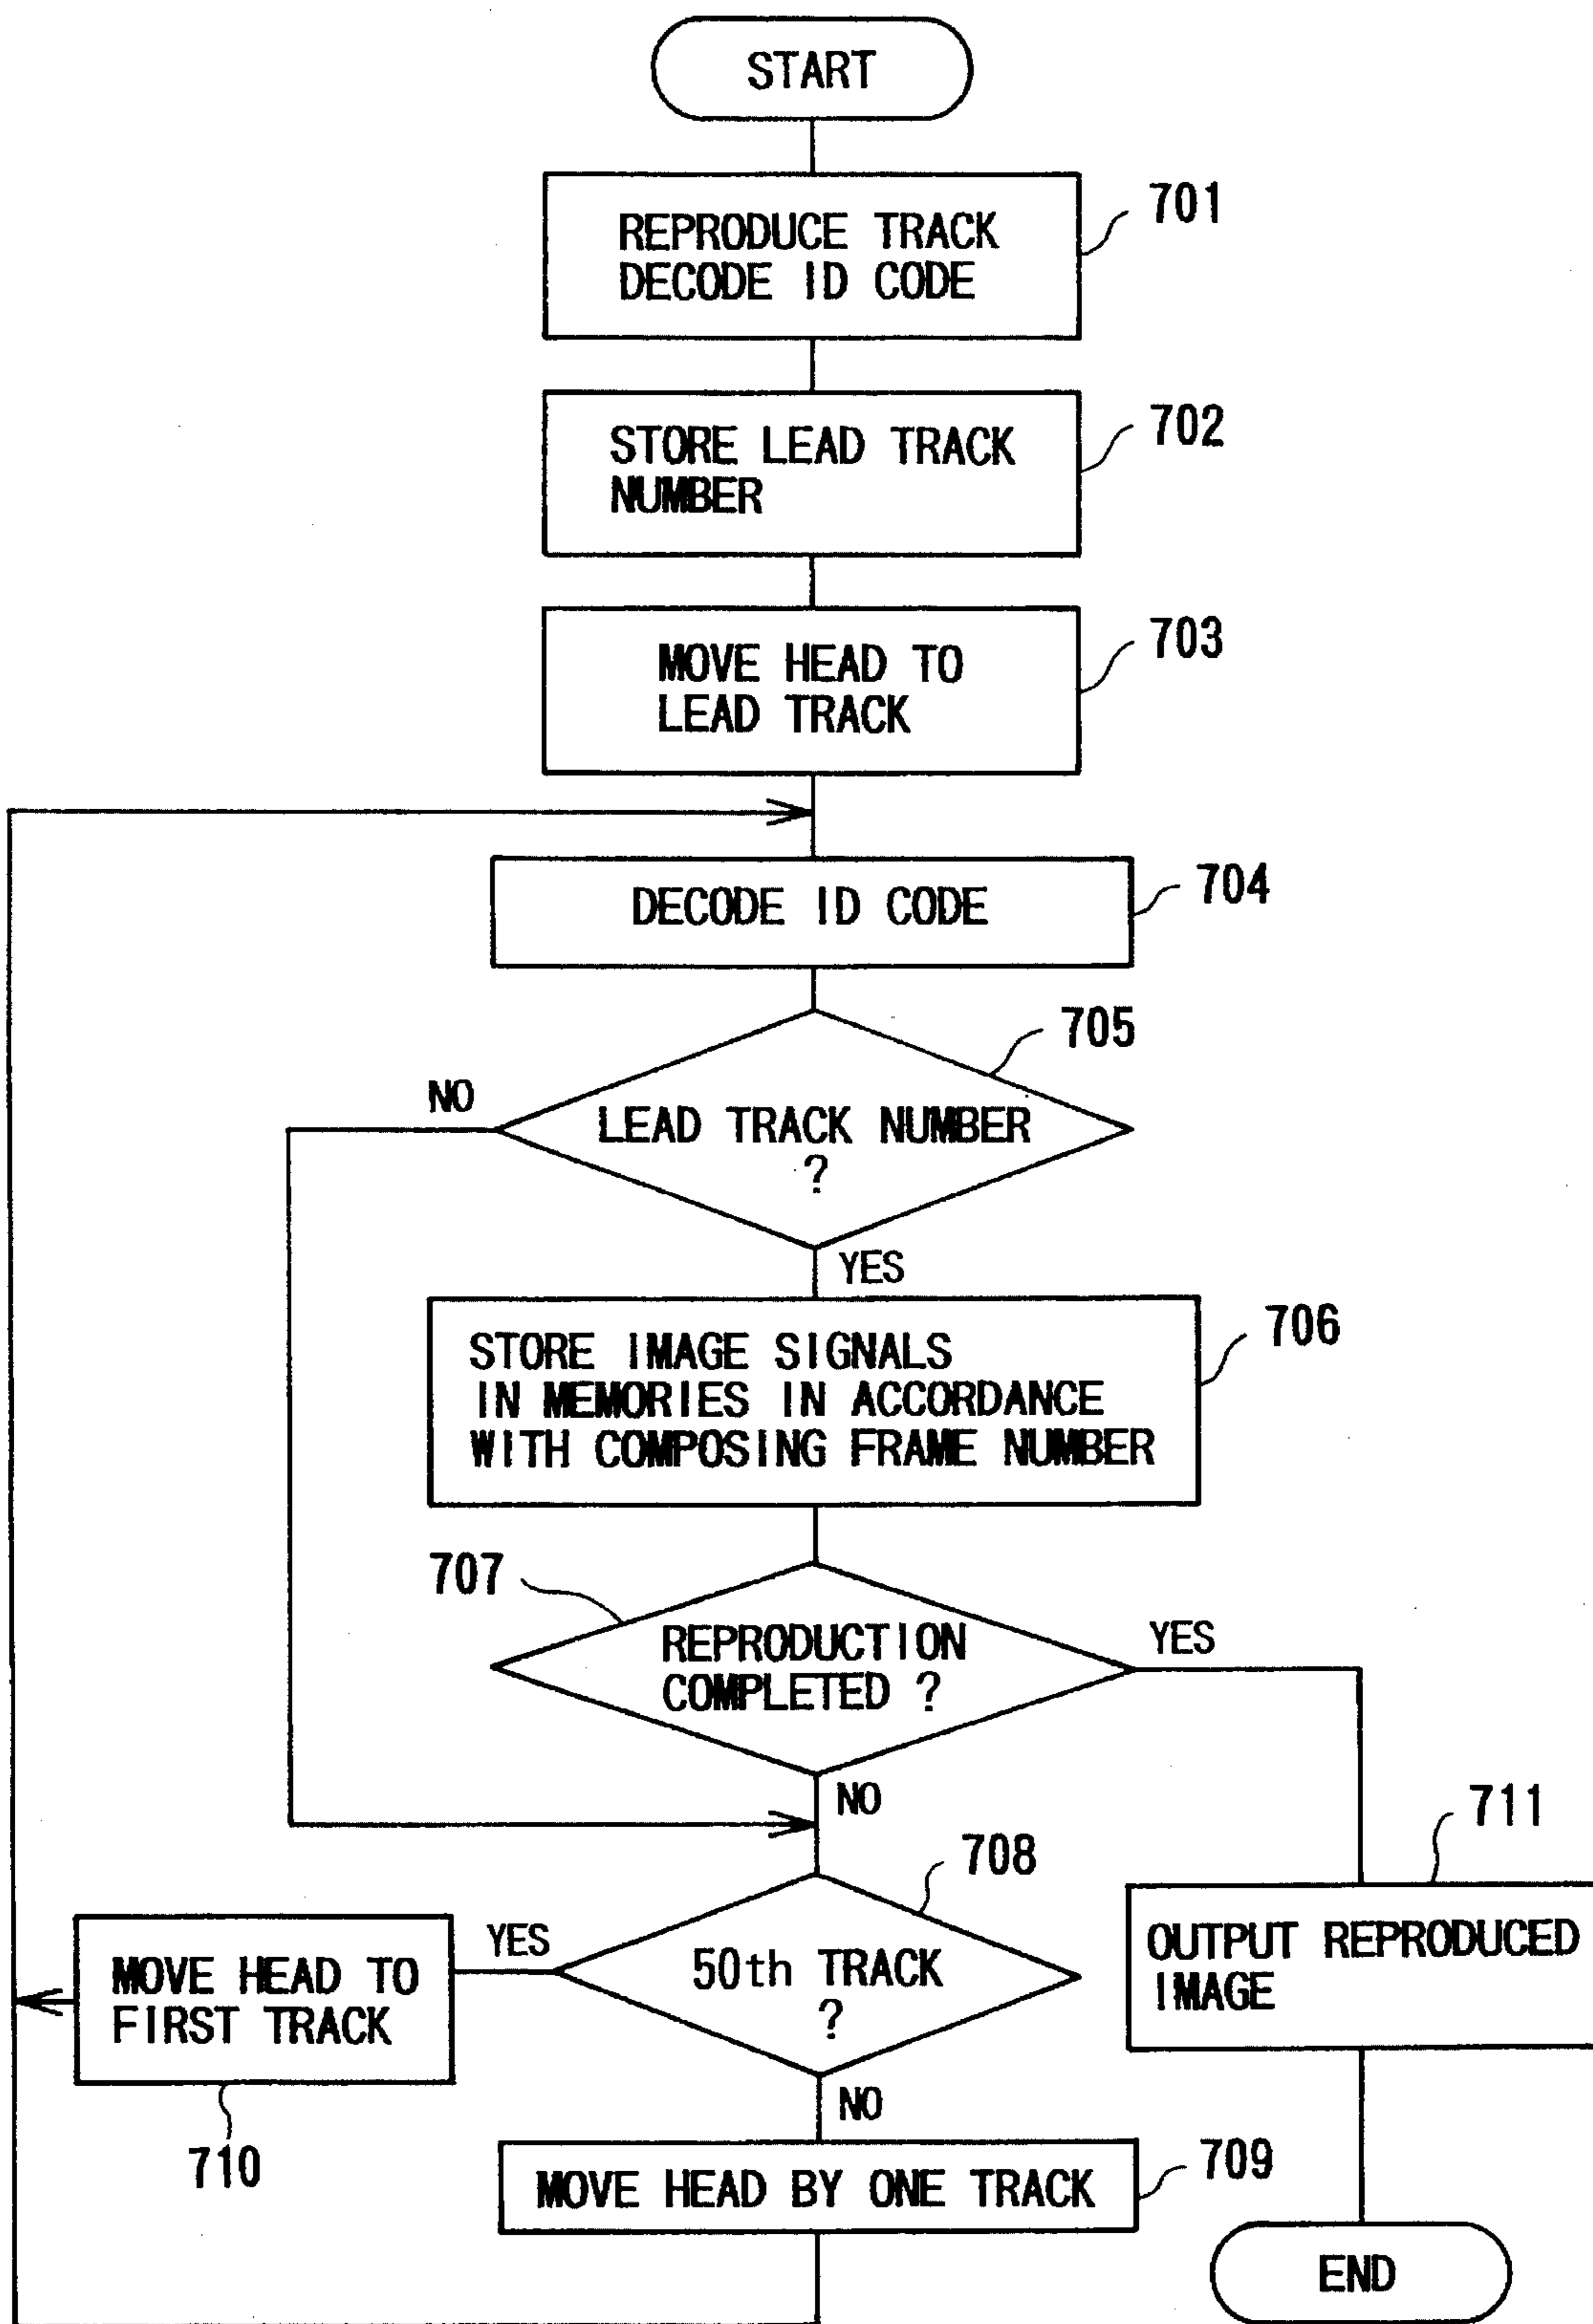 START
701
REPRODUCE TRACK
DECODE ID CODE
702
STORE LEAD TRACK
NUMBER
703
MOVE HEAD TO
LEAD TRACK
704
DECODE ID CODE
705
NO
LEAD TRACK NUMBER
?
YES
706
STORE IMAGE SIGNALS
IN MEMORIES IN ACCORDANCE
WITH COMPOSING FRAME NUMBER
707
REPRODUCTION
COMPLETED ?
YES
NO
711
708
OUTPUT REPRODUCED
IMAGE
YES
50th TRACK
?
MOVE HEAD TO
FIRST TRACK
NO
710
709
MOVE HEAD BY ONE TRACK
END